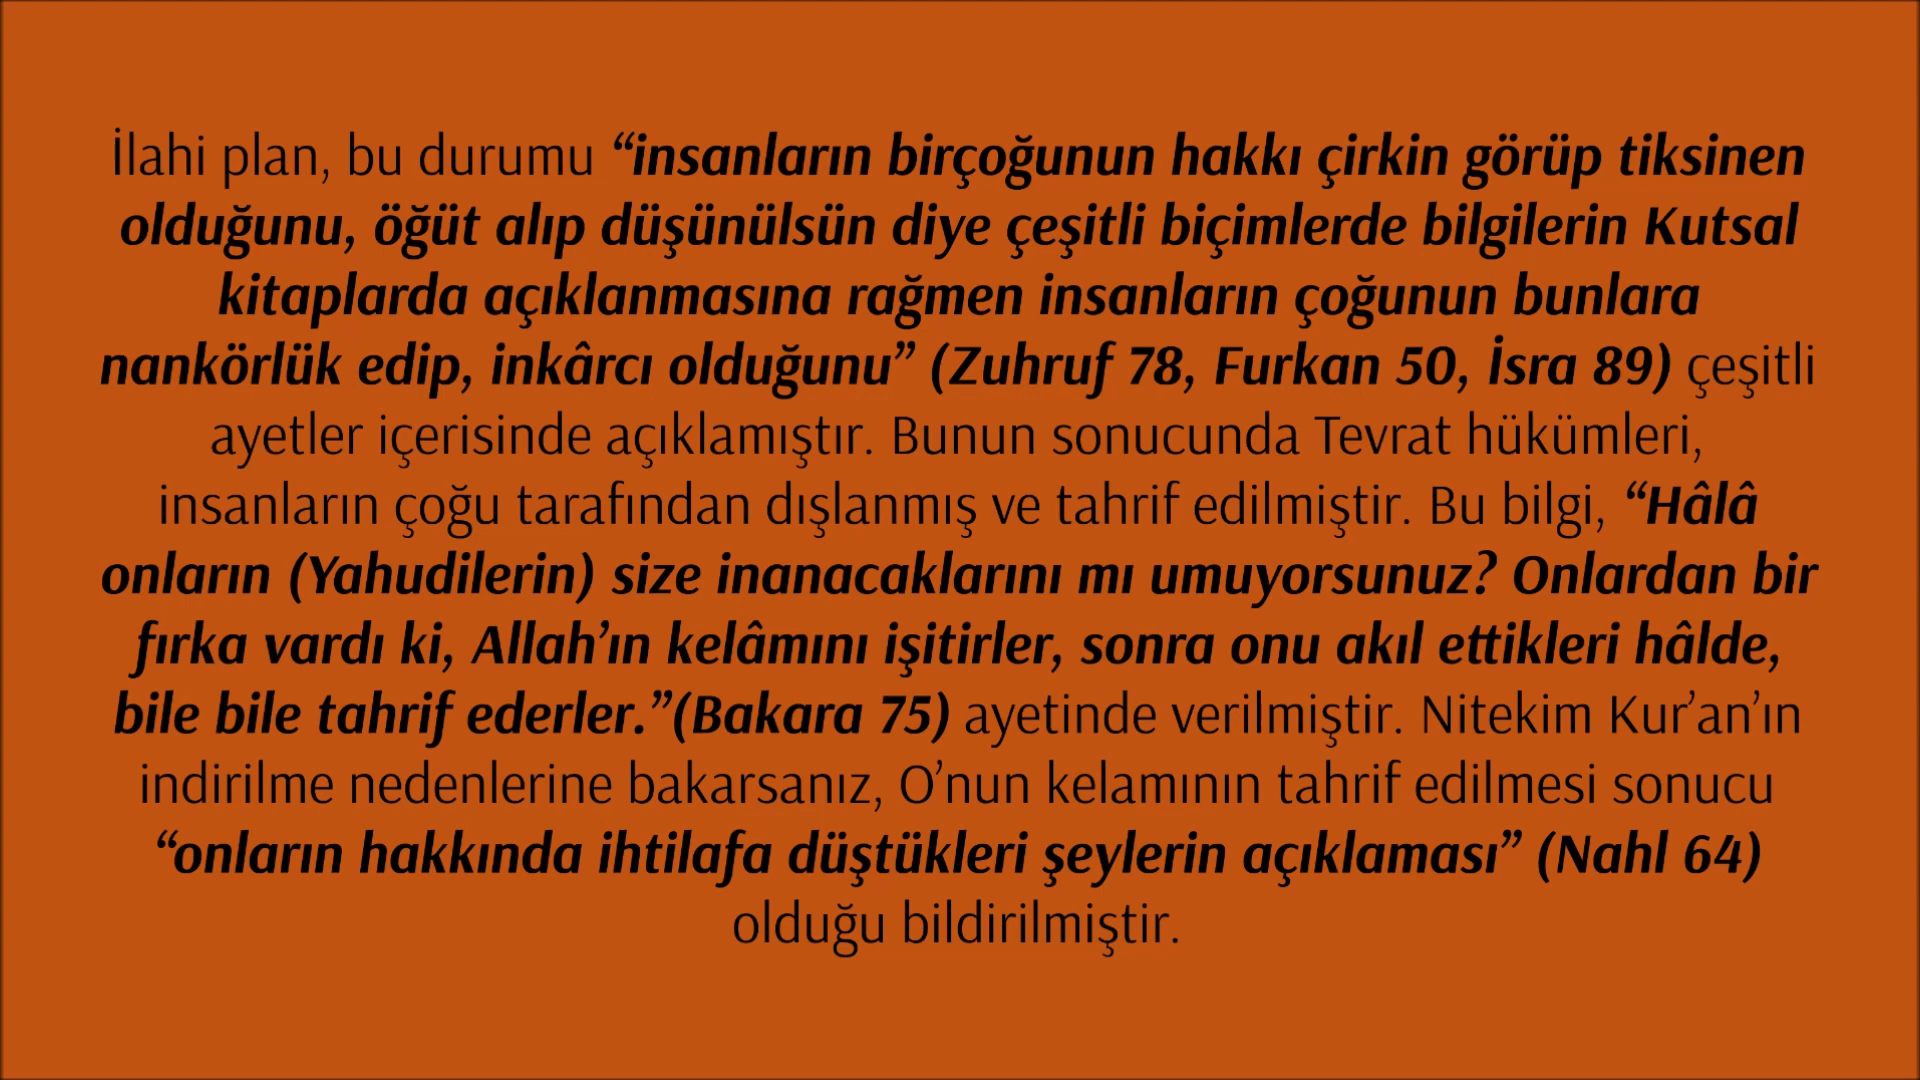 İlahi plan, bu durumu “insanların birçoğunun hakkı çirkin görüp tiksinen
olduğunu, öğüt alıp düşünülsün diye çeşitli biçimlerde bilgilerin Kutsal
kitaplarda açıklanmasına rağmen insanların çoğunun bunlara
nankörlük edip, inkârcı olduğunu” (Zuhruf 78, Furkan 50, İsra 89) çeşitli
ayetler içerisinde açıklamıştır. Bunun sonucunda Tevrat hükümleri,
insanların çoğu tarafından dışlanmış ve tahrif edilmiştir. Bu bilgi, “Hâlâ
onların (Yahudilerin) size inanacaklarını mı umuyorsunuz? Onlardan bir
fırka vardı ki, Allah’ın kelâmını işitirler, sonra onu akıl ettikleri hâlde,
bile bile tahrif ederler.”(Bakara 75) ayetinde verilmiştir. Nitekim Kur’an’ın
indirilme nedenlerine bakarsanız, O’nun kelamının tahrif edilmesi sonucu
“onların hakkında ihtilafa düştükleri şeylerin açıklaması” (Nahl 64)
olduğu bildirilmiştir.